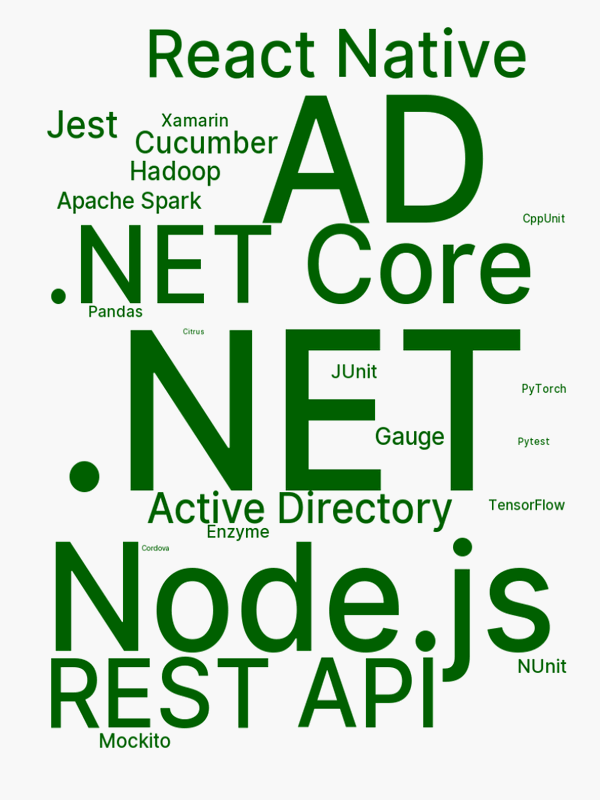 React Native
AD
Jest
Xamarin
Cucumber
Hadoop
Apache Spark
CppUnit
.NET Core
Pandas
Citrus
.NET
JUnit
PyTorch
Gauge
Pytest
Active Directory
TensorFlow
Enzyme
Cordova
Node.js
REST API
NUnit
Mockito